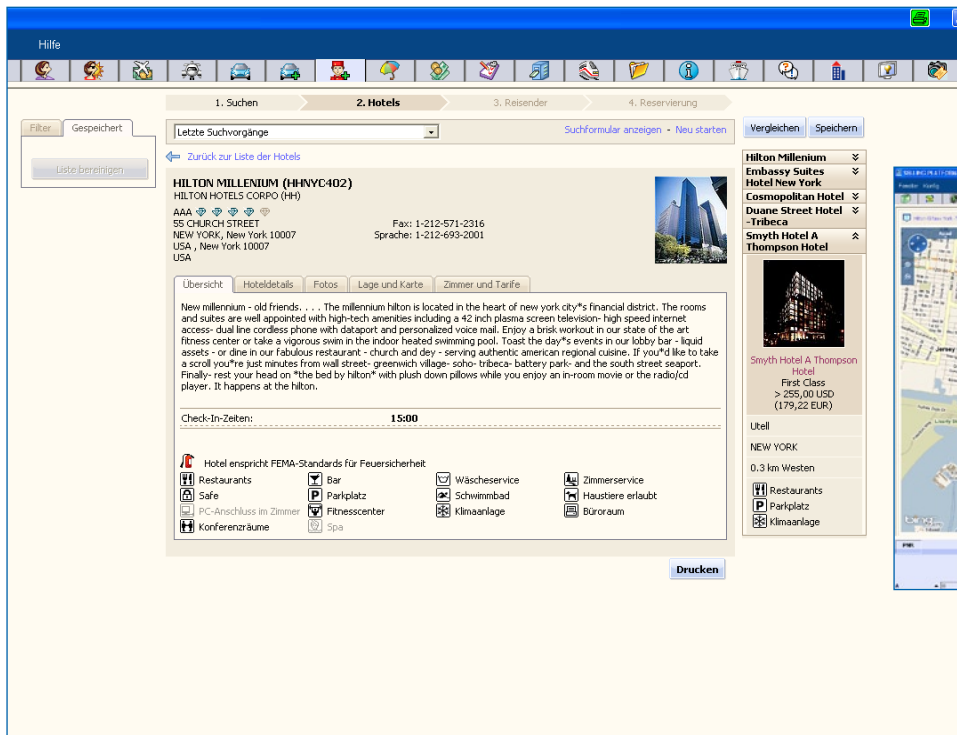 Hilfe
1. Suchen
2. Hotels
3. Reisender
4. Reservierung
Filter
Gespeichert
Liste bereinigen
Letzte Suchvorgänge
Suchformular anzeigen - Neu starten
Vergleichen
Speichern
Zurück zur Liste der Hotels
HILTON MILLENIUM (HHNYC402)
HILTON HOTELS CORPO (HH)
AAA
55 CHURCH STREET
NEW YORK, New York 10007
USA , New York 10007
USA
Fax: 1-212-571-2316
Sprache: 1-212-693-2001
Übersicht
Hoteldetails
Fotos
Lage und Karte
Zimmer und Tarife
New millennium - old friends. . . . The millennium hilton is located in the heart of new york city*s financial district. The rooms
and suites are well appointed with high-tech amenities including a 42 inch plasma screen television- high speed internet
access- dual line cordless phone with dataport and personalized voice mail. Enjoy a brisk workout in our state of the art
fitness center or take a vigorous swim in the indoor heated swimming pool. Toast the day*s events in our lobby bar - liquid
assets - or dine in our fabulous restaurant - church and dey - serving authentic american regional cuisine. If you*d like to take
a scroll you*re just minutes from wall street- greenwich village- soho- tribeca- battery park- and the south street seaport.
Finally- rest your head on *the bed by hilton* with plush down pillows while you enjoy an in-room movie or the radio/cd
player. It happens at the hilton.
Check-In-Zeiten:
15:00
Hotel enspricht FEMA-Standards für Feuersicherheit
Restaurants
Bar
Wäscheservice
Zimmerservice
Safe
Parkplatz
Schwimmbad
Haustiere erlaubt
PC-Anschluss im Zimmer
Fitnesscenter
Klimaanlage
Büroraum
Konferenzräume
Spa
Drucken
Hilton Millenium
Embassy Suites
Hotel New York
Cosmopolitan Hotel
Duane Street Hotel
-Tribeca
Smyth Hotel A
Thompson Hotel
Smyth Hotel A Thompson
Hotel
First Class
> 255,00 USD
(179,22 EUR)
Utell
NEW YORK
0.3 km Westen
Restaurants
Parkplatz
Klimaanlage